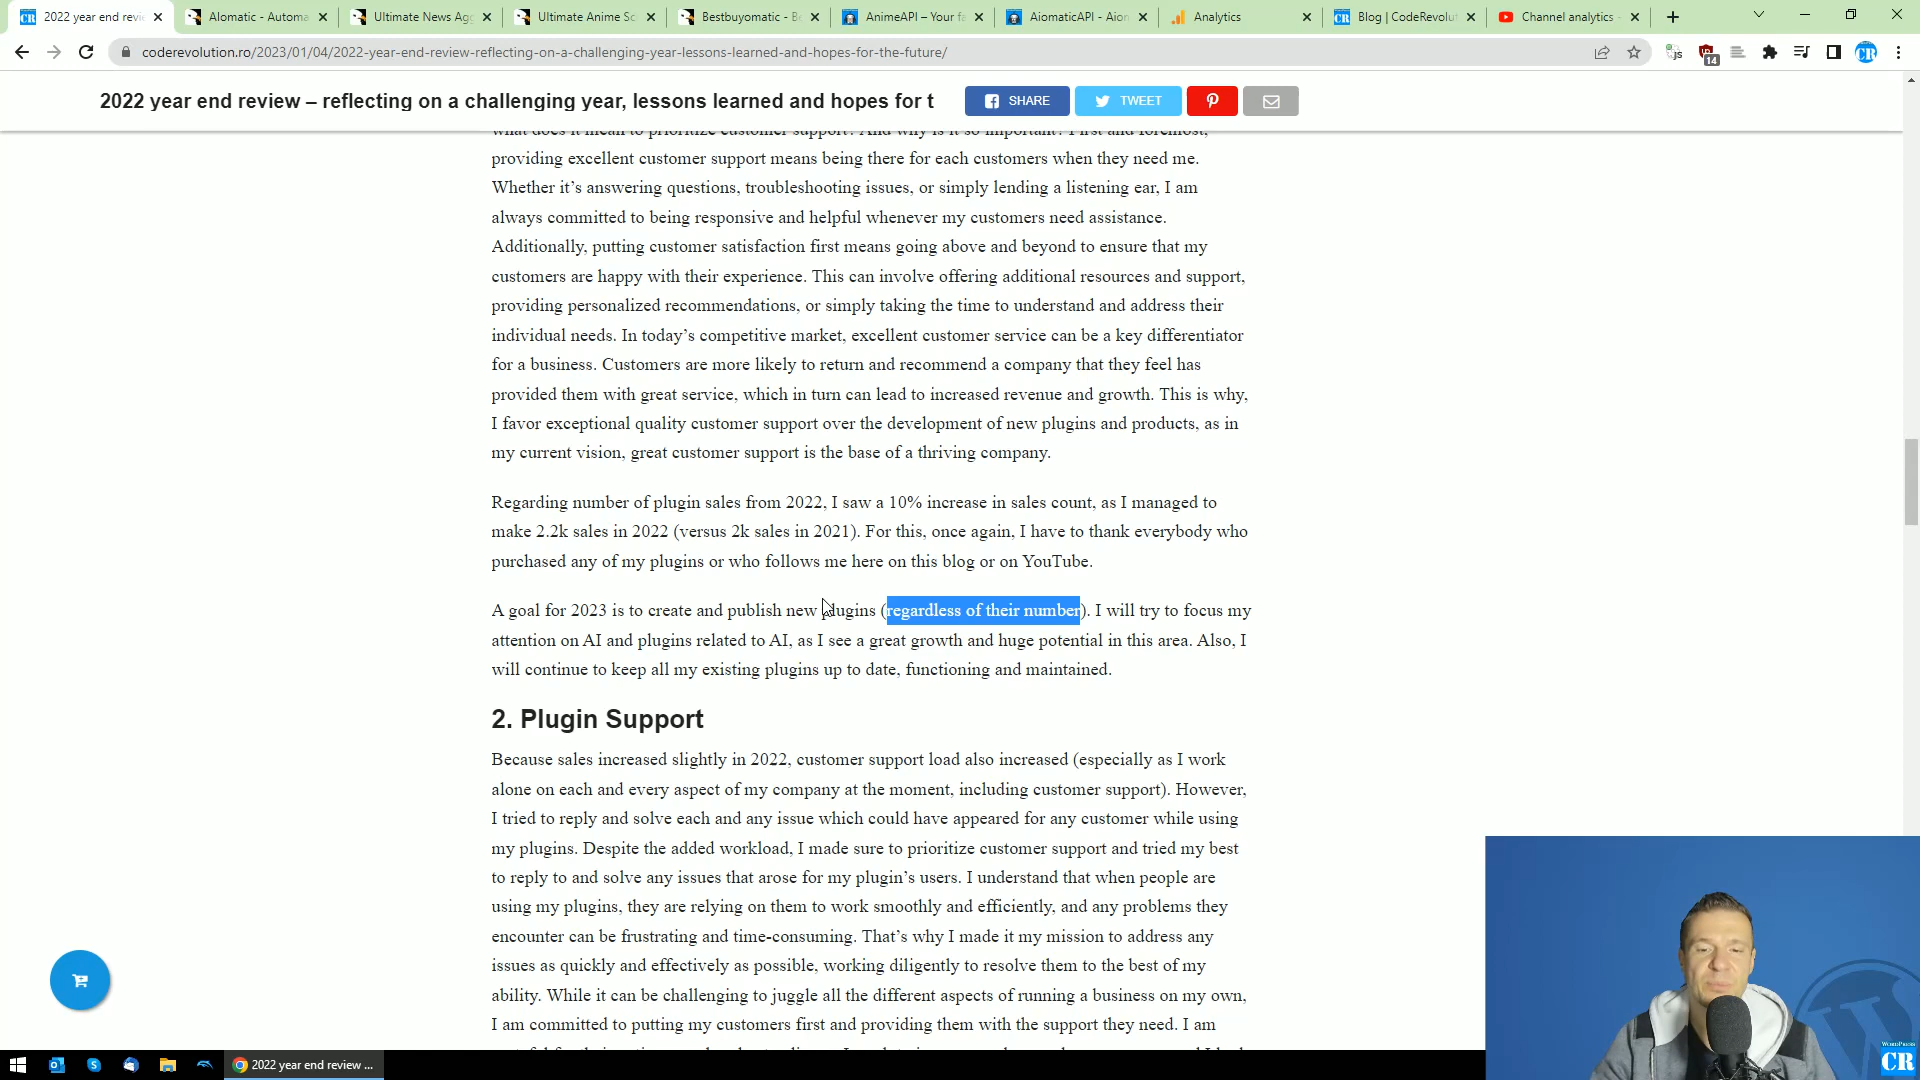 2022 year end revi
AIomatic - Automa
Ultimate News Agg
Ultimate Anime Sc
Bestbuyomatic - Be
AnimeAPI – Your fa
AiomaticAPI - Aion
Analytics
Blog | CodeRevolut
Channel analytics -
coderevolution.ro/2023/01/04/2022-year-end-review-reflecting-on-a-challenging-year-lessons-learned-and-hopes-for-the-future/
14
CR
2022 year end review – reflecting on a challenging year, lessons learned and hopes for t
SHARE
TWEET
what does it mean to prioritize customer support? And why is it so important? First and foremost,
providing excellent customer support means being there for each customers when they need me.
Whether it’s answering questions, troubleshooting issues, or simply lending a listening ear, I am
always committed to being responsive and helpful whenever my customers need assistance.
Additionally, putting customer satisfaction first means going above and beyond to ensure that my
customers are happy with their experience. This can involve offering additional resources and support,
providing personalized recommendations, or simply taking the time to understand and address their
individual needs. In today’s competitive market, excellent customer service can be a key differentiator
for a business. Customers are more likely to return and recommend a company that they feel has
provided them with great service, which in turn can lead to increased revenue and growth. This is why,
I favor exceptional quality customer support over the development of new plugins and products, as in
my current vision, great customer support is the base of a thriving company.
Regarding number of plugin sales from 2022, I saw a 10% increase in sales count, as I managed to
make 2.2k sales in 2022 (versus 2k sales in 2021). For this, once again, I have to thank everybody who
purchased any of my plugins or who follows me here on this blog or on YouTube.
A goal for 2023 is to create and publish new plugins (regardless of their number). I will try to focus my
attention on AI and plugins related to AI, as I see a great growth and huge potential in this area. Also, I
will continue to keep all my existing plugins up to date, functioning and maintained.
2. Plugin Support
Because sales increased slightly in 2022, customer support load also increased (especially as I work
alone on each and every aspect of my company at the moment, including customer support). However,
I tried to reply and solve each and any issue which could have appeared for any customer while using
my plugins. Despite the added workload, I made sure to prioritize customer support and tried my best
to reply to and solve any issues that arose for my plugin’s users. I understand that when people are
using my plugins, they are relying on them to work smoothly and efficiently, and any problems they
encounter can be frustrating and time-consuming. That’s why I made it my mission to address any
issues as quickly and effectively as possible, working diligently to resolve them to the best of my
ability. While it can be challenging to juggle all the different aspects of running a business on my own,
I am committed to putting my customers first and providing them with the support they need. I am
2022 year end review ...
WORDPRESS
CR